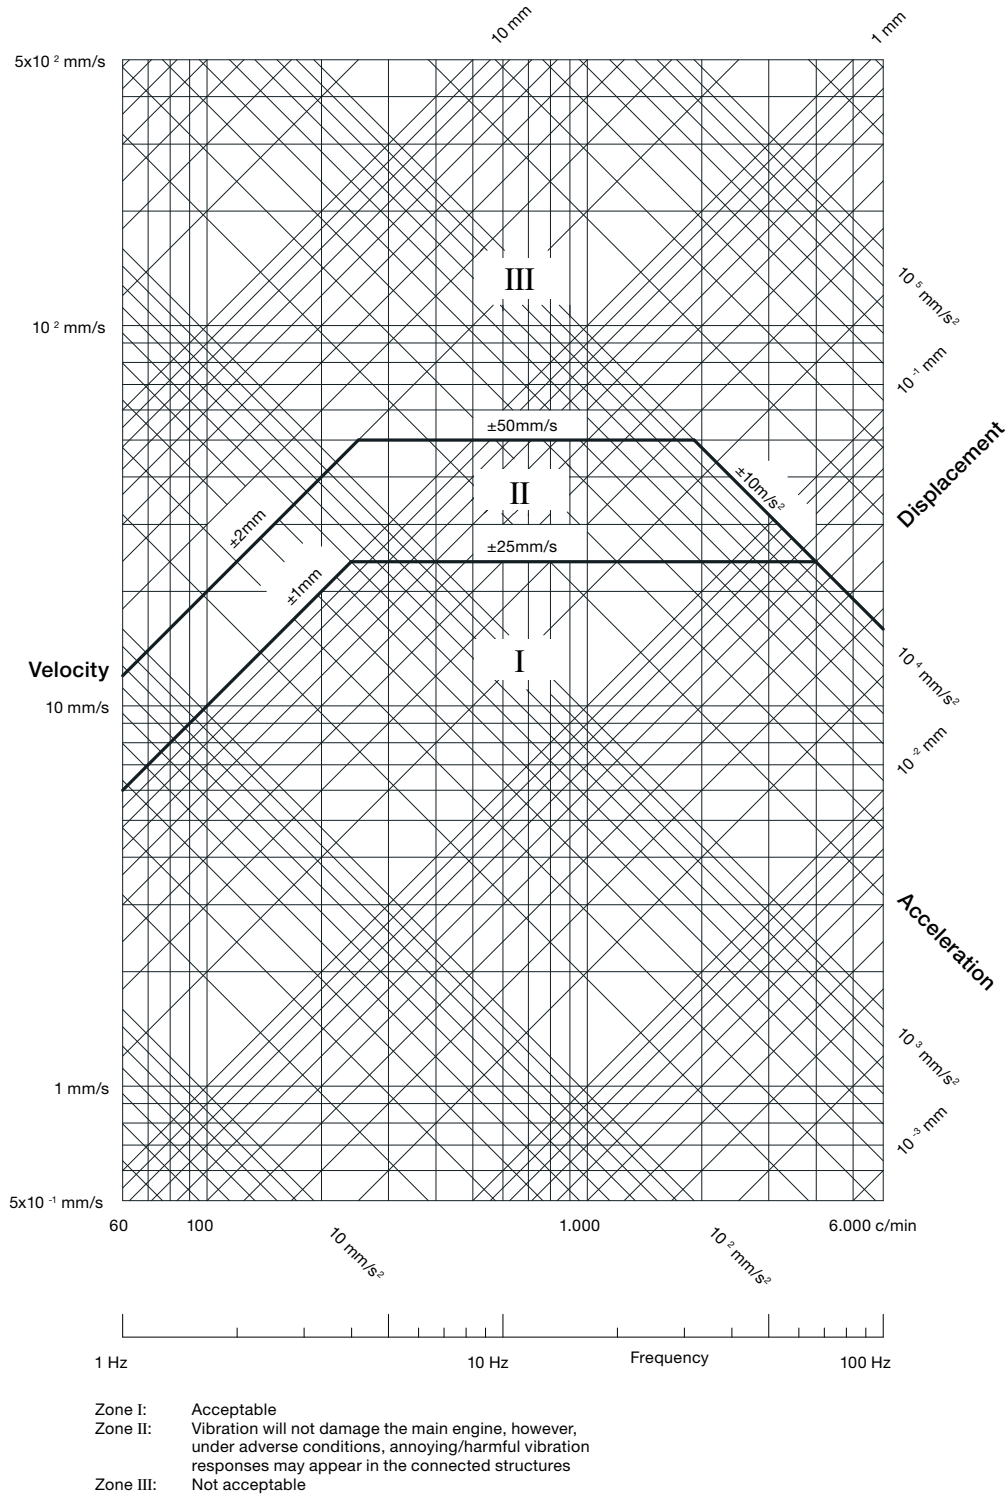 10 mm
1 mm
5x10 ² mm/s
III
10 ⁵ mm/s²
10 ² mm/s
10 ⁻¹ mm
±50mm/s
Displacement
±10m/s²
II
±2mm
±25mm/s
±1mm
I
Velocity
10 ⁴ mm/s²
10 mm/s
10 ⁻² mm
Acceleration
10 ³ mm/s²
1 mm/s
10 ⁻³ mm
5x10 ⁻¹ mm/s
60 100 1.000 6.000 c/min
10 mm/s²
10 ² mm/s²
1 Hz 10 Hz Frequency 100 Hz
Zone I: Acceptable
Zone II: Vibration will not damage the main engine, however,
under adverse conditions, annoying/harmful vibration
responses may appear in the connected structures
Zone III: Not acceptable